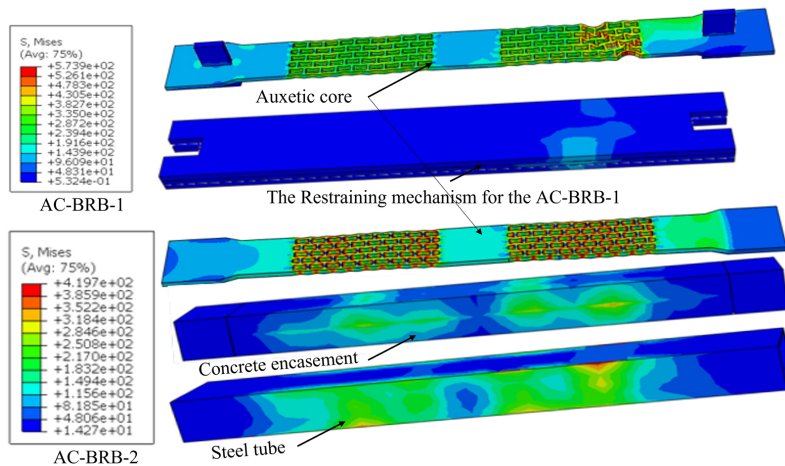 S, Mises
(Avg: 75%)
+5.739e+02
+5.261e+02
+4.783e+02
+4.305e+02
+3.827e+02
+3.350e+02
+2.872e+02
+2.394e+02
+1.916e+02
+1.439e+02
+9.609e+01
+4.831e+01
+5.324e-01
AC-BRB-1
Auxetic core
The Restraining mechanism for the AC-BRB-1
S, Mises
(Avg: 75%)
+4.197e+02
+3.859e+02
+3.522e+02
+3.184e+02
+2.846e+02
+2.508e+02
+2.170e+02
+1.832e+02
+1.494e+02
+1.156e+02
+8.185e+01
+4.806e+01
+1.427e+01
AC-BRB-2
Concrete encasement
Steel tube